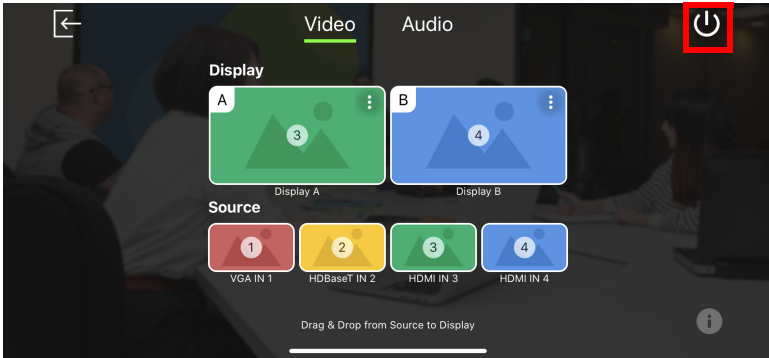 Video Audio
Display
A B
3 4
Display A Display B
Source
1 2 3 4
VGA IN 1 HDBaseT IN 2 HDMI IN 3 HDMI IN 4
Drag & Drop from Source to Display
i